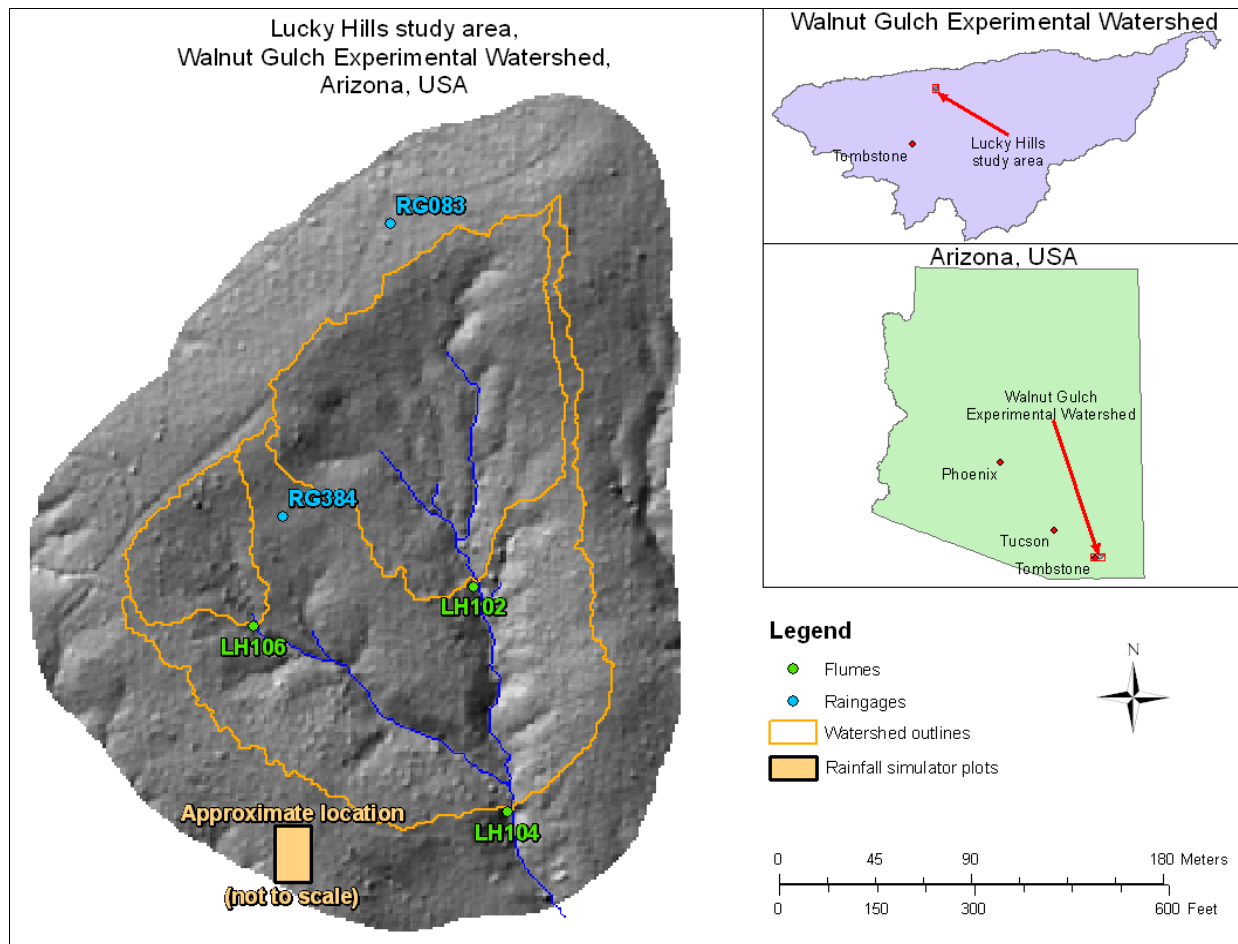 Lucky Hills study area,
Walnut Gulch Experimental Watershed,
Arizona, USA
RG083
RG384
LH102
LH106
LH104
Approximate location
(not to scale)
Walnut Gulch Experimental Watershed
Tombstone
Lucky Hills
study area
Arizona, USA
Walnut Gulch
Experimental Watershed
Phoenix
Tucson
Tombstone
Legend
Flumes
Raingages
Watershed outlines
Rainfall simulator plots
N
0 45 90 180 Meters
0 150 300 600 Feet